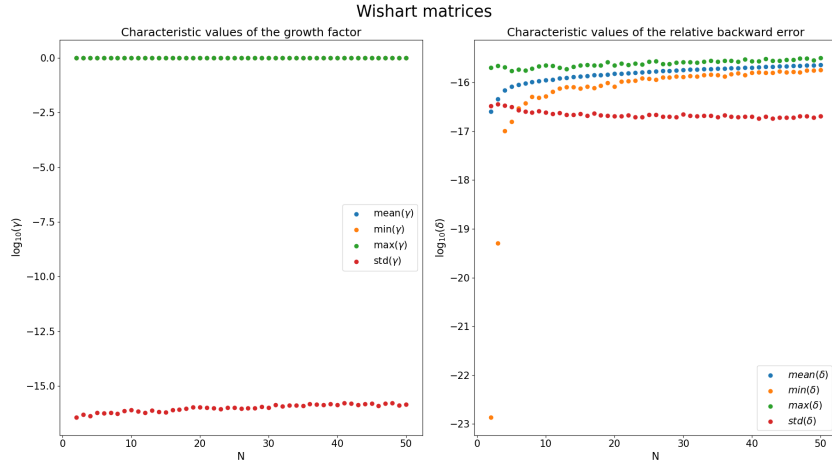 Wishart matrices
Characteristic values of the growth factor
log₁₀(γ)
0.0
−2.5
−5.0
−7.5
−10.0
−12.5
−15.0
0 10 20 30 40 50
N
mean(γ)
min(γ)
max(γ)
std(γ)
Characteristic values of the relative backward error
log₁₀(δ)
−16
−17
−18
−19
−20
−21
−22
−23
0 10 20 30 40 50
N
mean(δ)
min(δ)
max(δ)
std(δ)